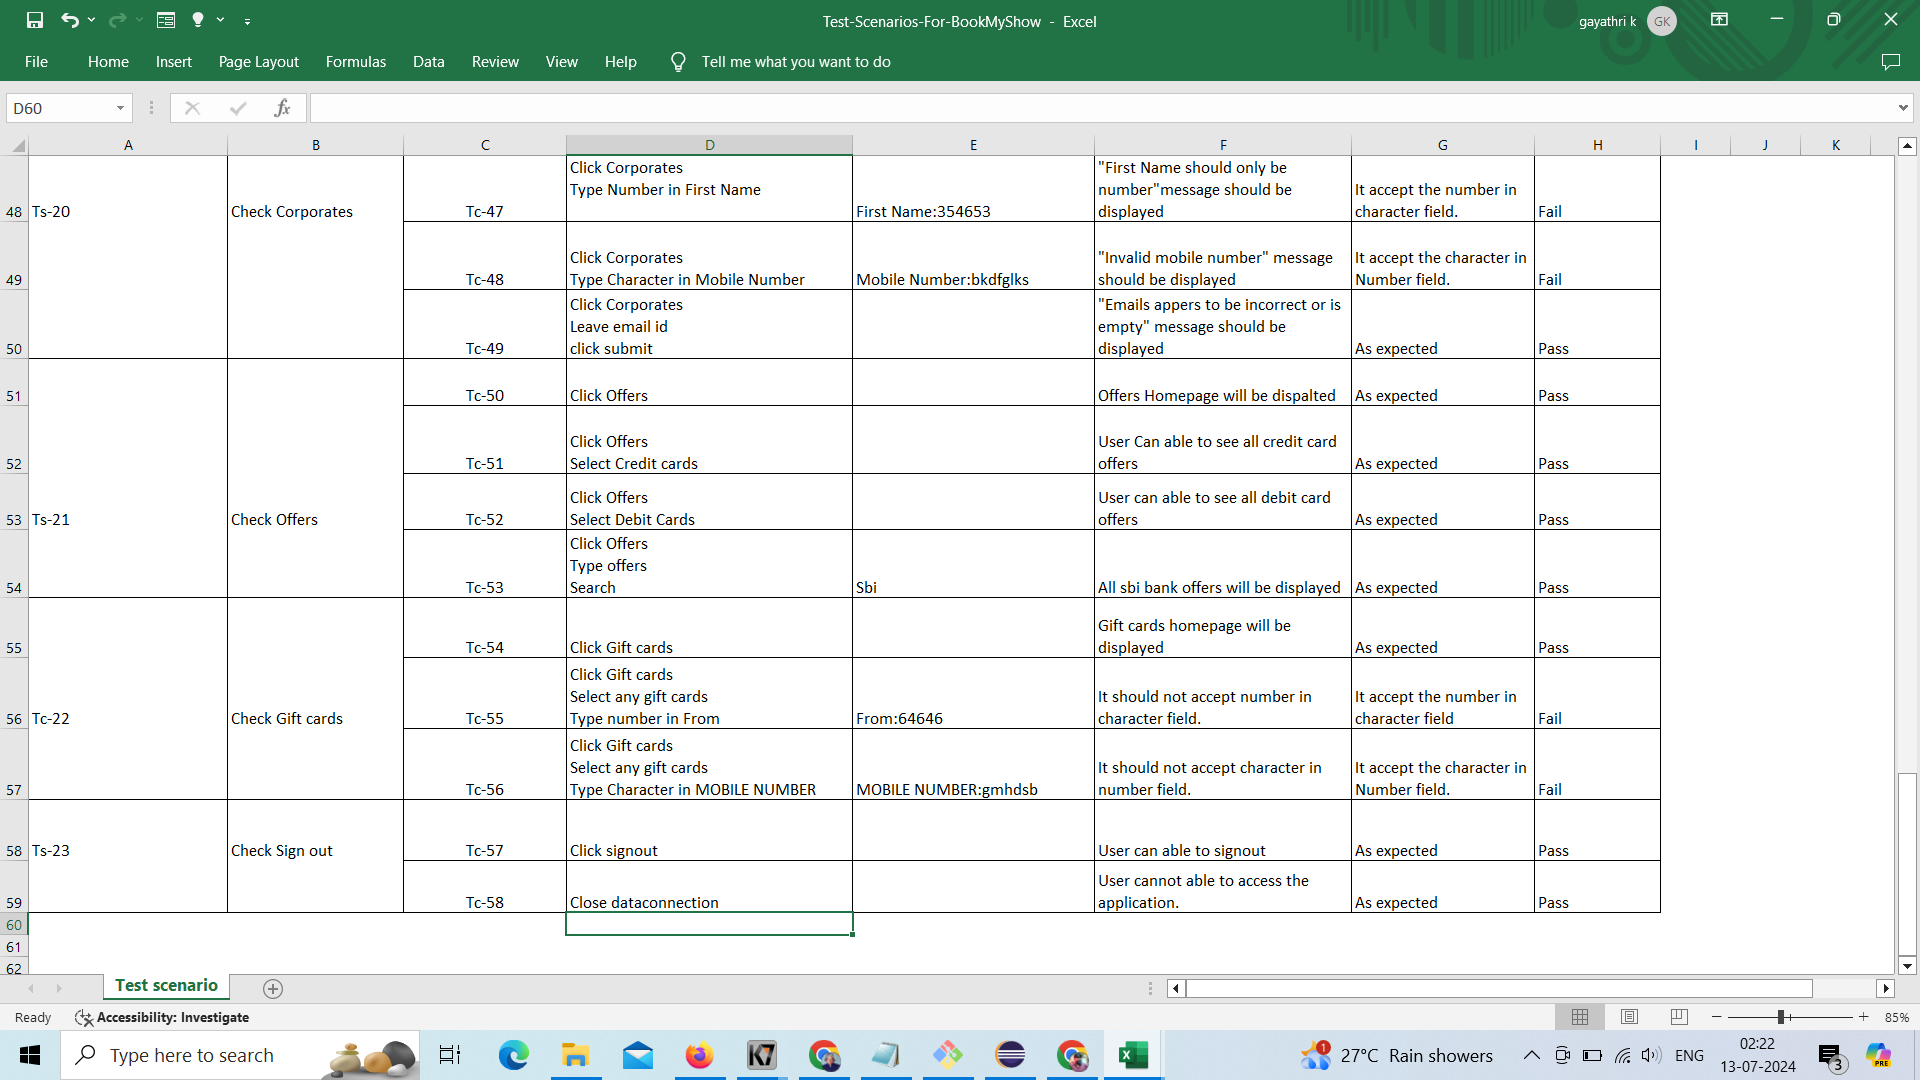 Test-Scenarios-For-BookMyShow - Excel
gayathri k
GK
File Home Insert Page Layout Formulas Data Review View Help Tell me what you want to do
D60
fx
A B C D E F G H I J K
48 Ts-20 Check Corporates Tc-47
Click Corporates
Type Number in First Name
First Name:354653
"First Name should only be
number"message should be
displayed
It accept the number in
character field.
Fail
49 Tc-48
Click Corporates
Type Character in Mobile Number
Mobile Number:bkdfglks
"Invalid mobile number" message
should be displayed
It accept the character in
Number field.
Fail
50 Tc-49
Click Corporates
Leave email id
click submit
"Emails appers to be incorrect or is
empty" message should be
displayed
As expected
Pass
51 Tc-50 Click Offers Offers Homepage will be dispalted As expected Pass
52 Tc-51
Click Offers
Select Credit cards
User Can able to see all credit card
offers
As expected
Pass
53 Ts-21 Check Offers Tc-52
Click Offers
Select Debit Cards
User can able to see all debit card
offers
As expected
Pass
54 Tc-53
Click Offers
Type offers
Search
Sbi
All sbi bank offers will be displayed
As expected
Pass
55 Tc-54
Click Gift cards
Gift cards homepage will be
displayed
As expected
Pass
56 Tc-22 Check Gift cards Tc-55
Click Gift cards
Select any gift cards
Type number in From
From:64646
It should not accept number in
character field.
It accept the number in
character field
Fail
57 Tc-56
Click Gift cards
Select any gift cards
Type Character in MOBILE NUMBER
MOBILE NUMBER:gmhdsb
It should not accept character in
number field.
It accept the character in
Number field.
Fail
58 Ts-23 Check Sign out Tc-57 Click signout User can able to signout As expected Pass
59 Tc-58
Close dataconnection
User cannot able to access the
application.
As expected
Pass
60
61
62
Test scenario
Ready Accessibility: Investigate 85%
Type here to search
K7
1
27°C Rain showers
ENG
02:22
13-07-2024
3
PRE